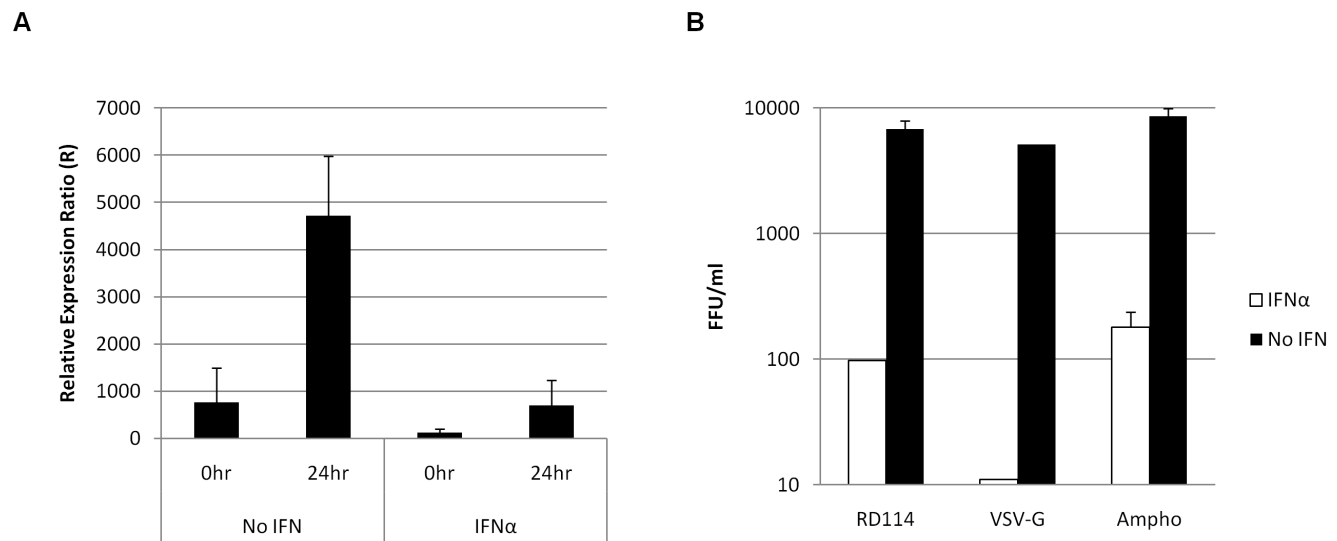 A
Relative Expression Ratio (R)
7000
6000
5000
4000
3000
2000
1000
0
0hr 24hr 0hr 24hr
No IFN IFNα
B
FFU/ml
10000
1000
100
10
RD114 VSV-G Ampho
IFNα
No IFN